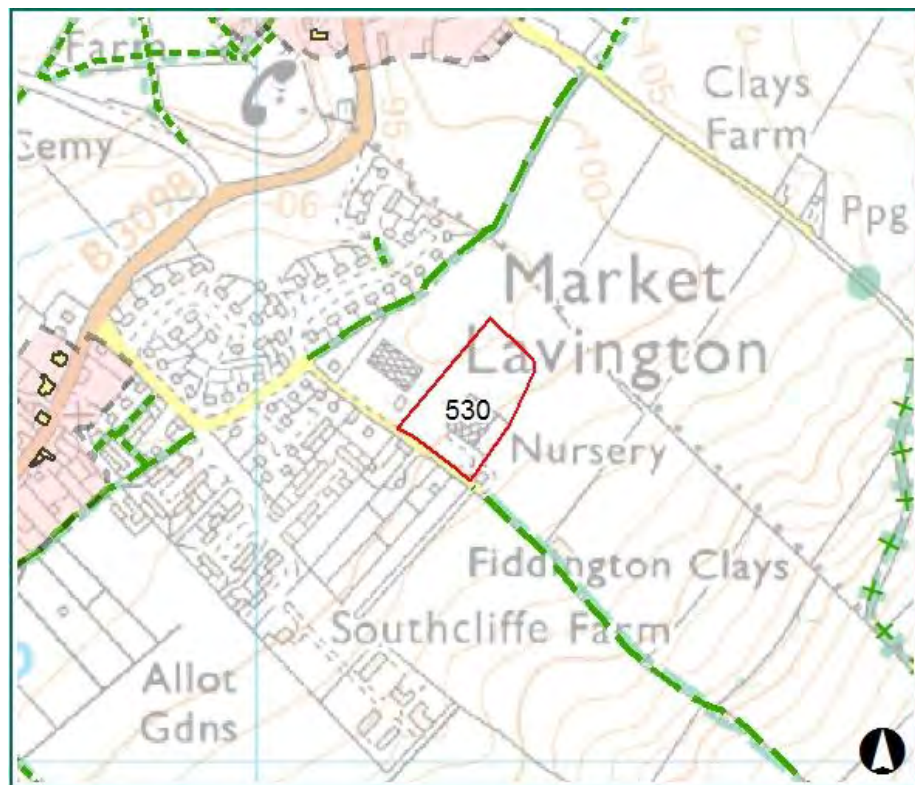 Farm
Cemy
B 3098
95
90
105
100
Clays
Farm
Ppg
Market
Lavington
530
Nursery
Fiddington Clays
Southcliffe Farm
Allot
Gdns